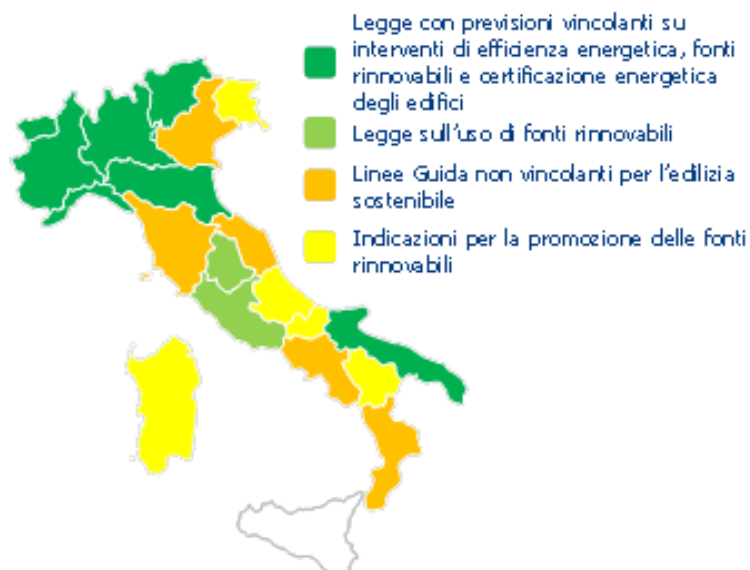 Legge con previsioni vincolanti su
interventi di efficienza energetica, fonti
rinnovabili e certificazione energetica
degli edifici
Legge sull'uso di fonti rinnovabili
Linee Guida non vincolanti per l'edilizia
sostenibile
Indicazioni per la promozione delle fonti
rinnovabili